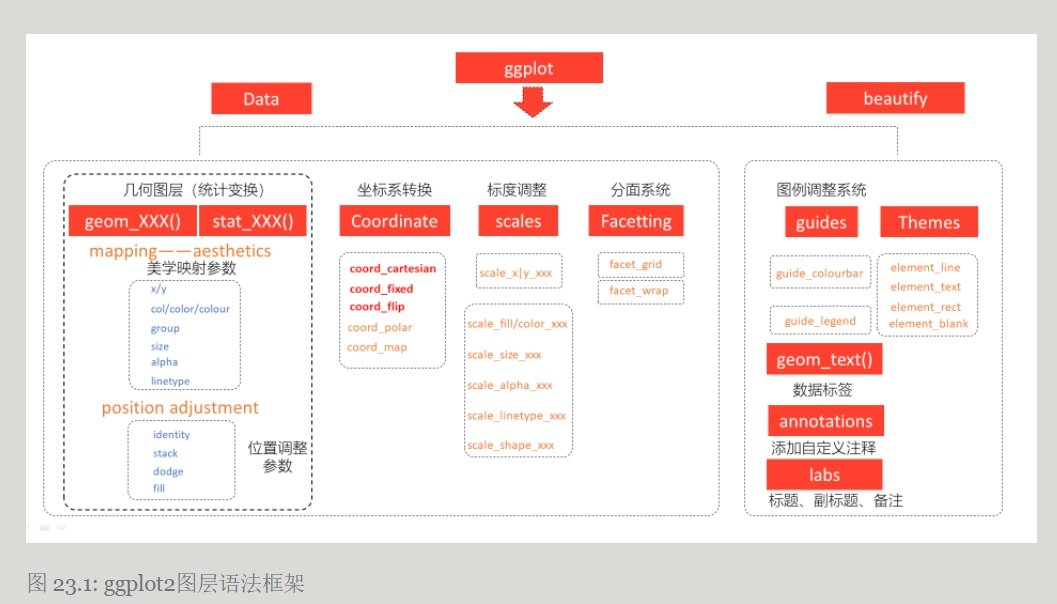 ggplot
Data
beautify
几何图层（统计变换）
geom_XXX()
stat_XXX()
mapping——aesthetics
美学映射参数
x/y
col/color/colour
group
size
alpha
linetype
position adjustment
identity
stack
dodge
fill
位置调整
参数
坐标系转换
Coordinate
coord_cartesian
coord_fixed
coord_flip
coord_polar
coord_map
标度调整
scales
scale_x|y_xxx
scale_fill/color_xxx
scale_size_xxx
scale_alpha_xxx
scale_linetype_xxx
scale_shape_xxx
分面系统
Facetting
facet_grid
facet_wrap
图例调整系统
guides
Themes
guide_colourbar
guide_legend
element_line
element_text
element_rect
element_blank
geom_text()
数据标签
annotations
添加自定义注释
labs
标题、副标题、备注
图 23.1: ggplot2图层语法框架